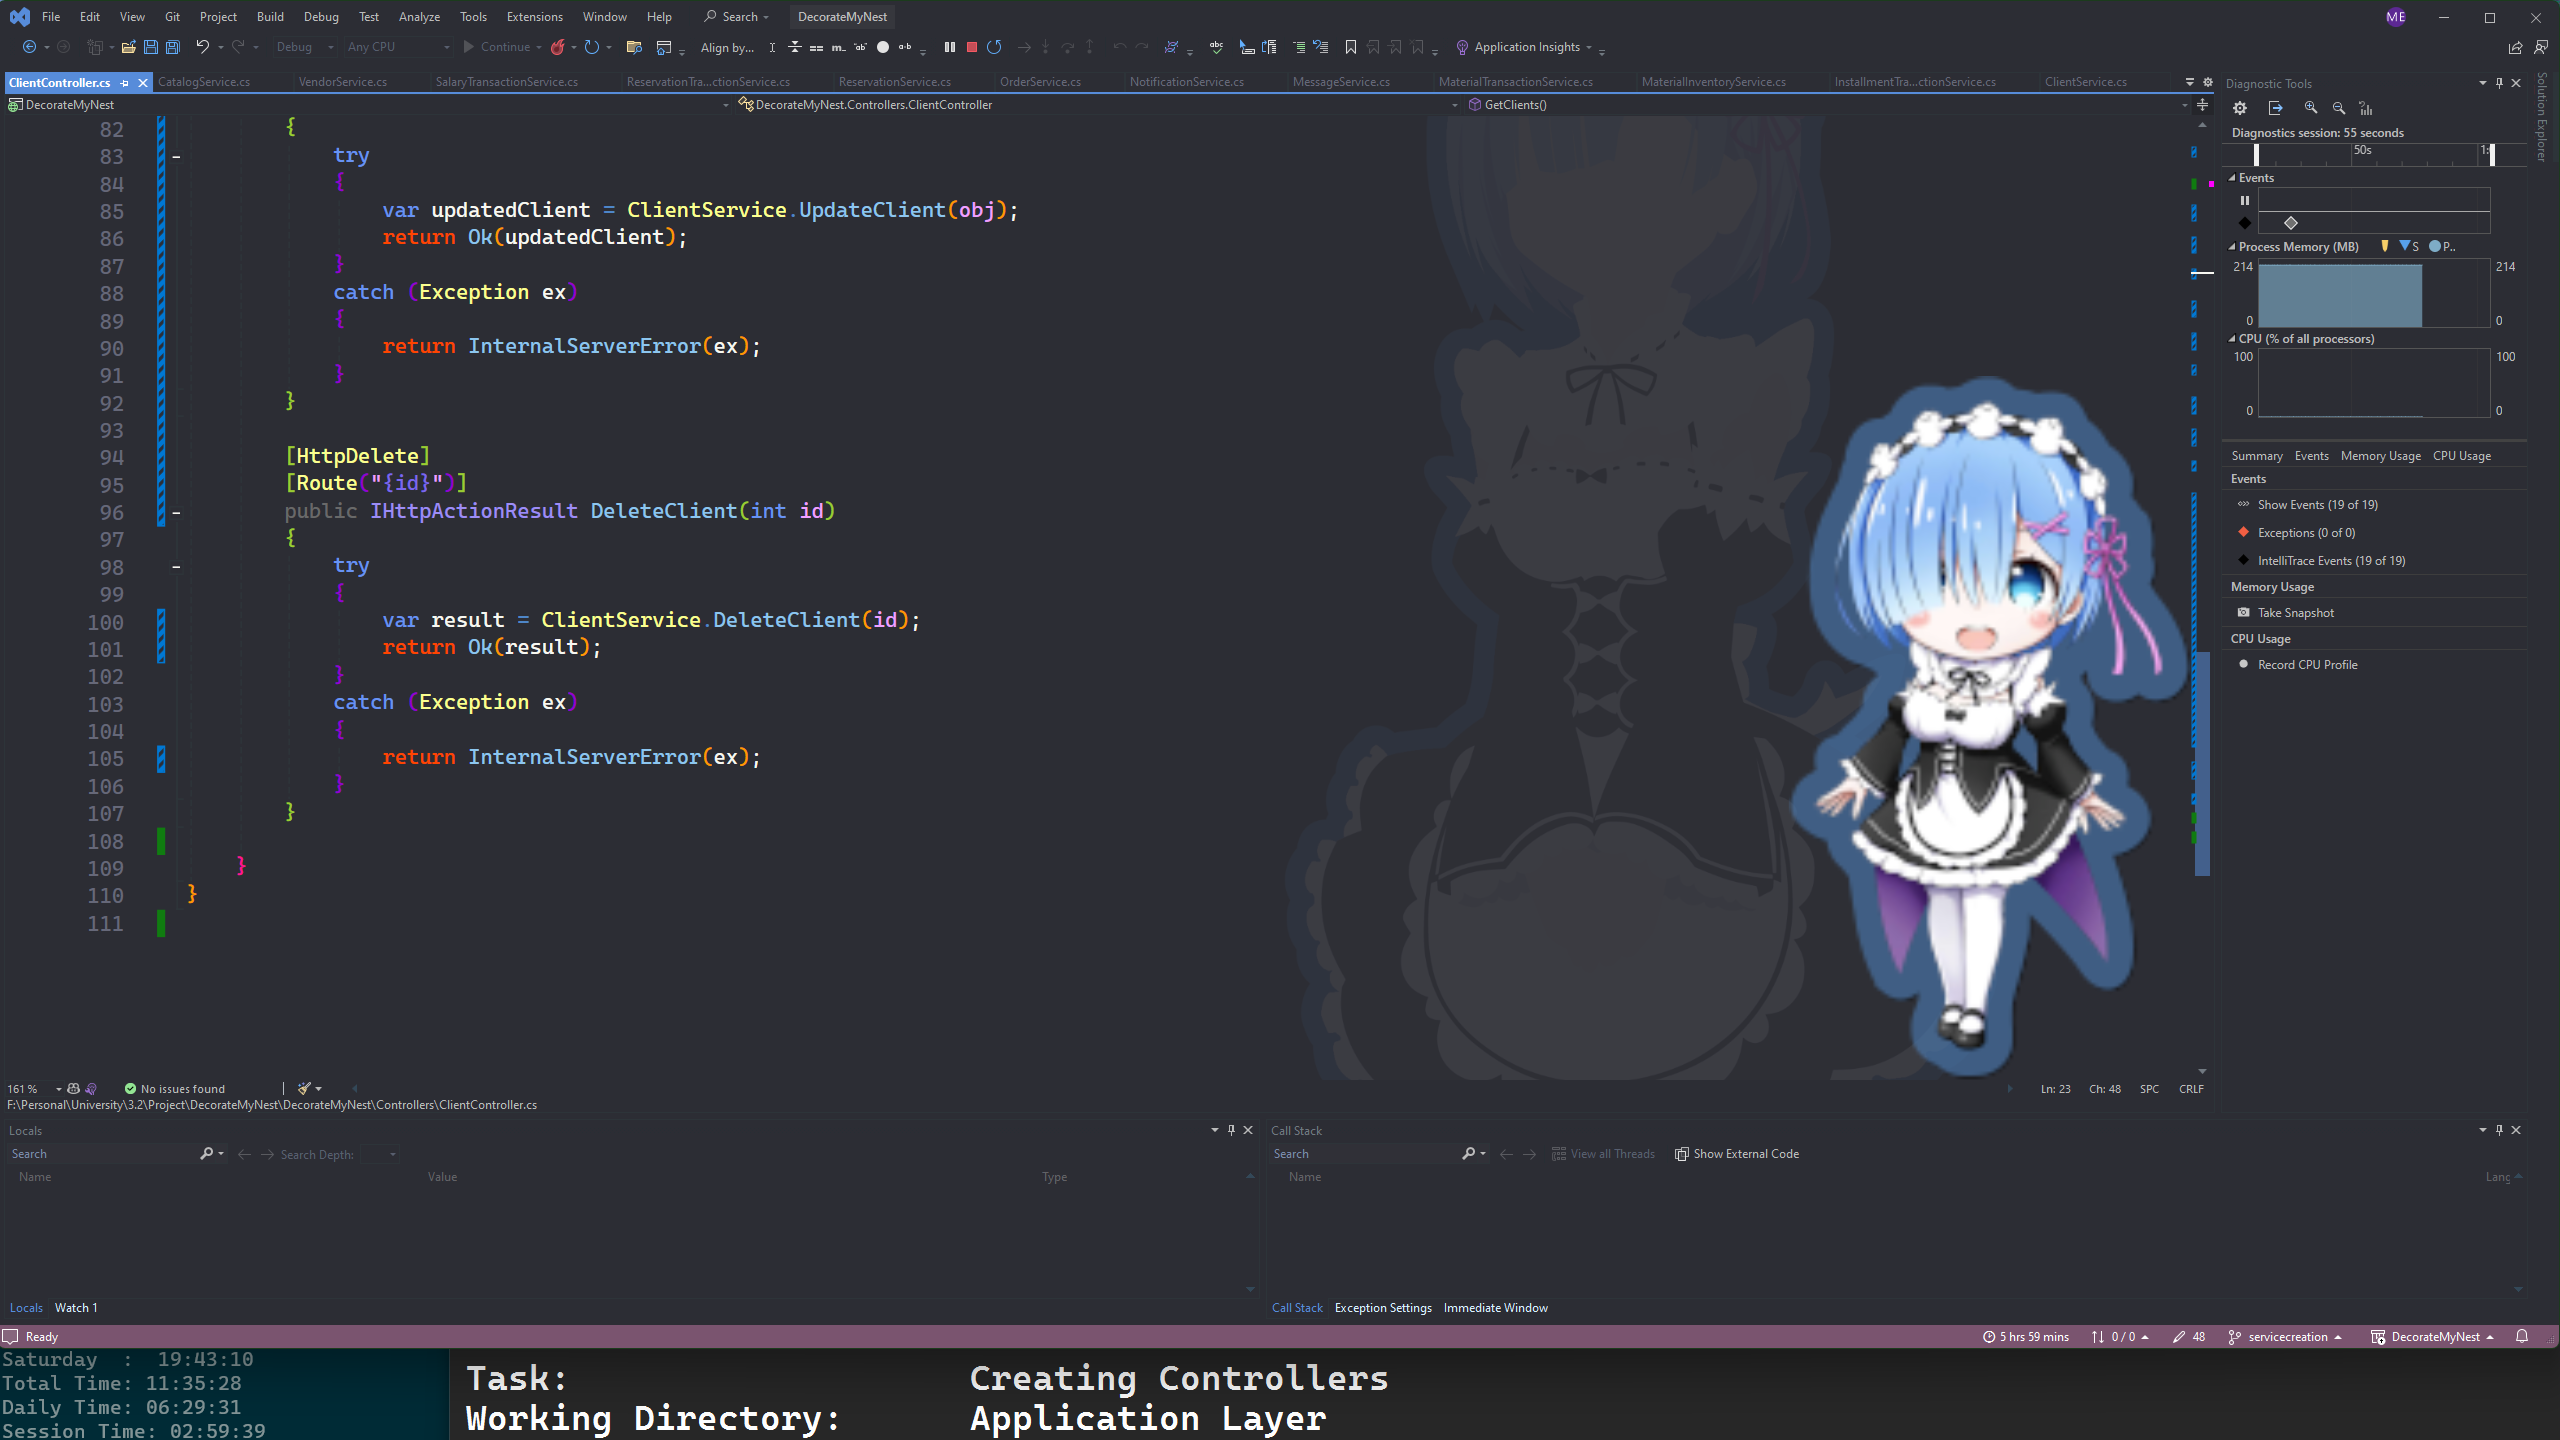 File Edit View Git Project Build Debug Test Analyze Tools Extensions Window Help Search DecorateMyNest ME
Debug Any CPU Continue Align by... Application Insights
ClientController.cs CatalogService.cs VendorService.cs SalaryTransactionService.cs ReservationTra...ctionService.cs ReservationService.cs OrderService.cs NotificationService.cs MessageService.cs MaterialTransactionService.cs MaterialInventoryService.cs InstallmentTra...ctionService.cs ClientService.cs
DecorateMyNest DecorateMyNest.Controllers.ClientController GetClients()
82 {
83 try
84 {
85 var updatedClient = ClientService.UpdateClient(obj);
86 return Ok(updatedClient);
87 }
88 catch (Exception ex)
89 {
90 return InternalServerError(ex);
91 }
92 }
93
94 [HttpDelete]
95 [Route("{id}")]
96 public IHttpActionResult DeleteClient(int id)
97 {
98 try
99 {
100 var result = ClientService.DeleteClient(id);
101 return Ok(result);
102 }
103 catch (Exception ex)
104 {
105 return InternalServerError(ex);
106 }
107 }
108
109 }
110 }
111
161 % No issues found Ln: 23 Ch: 48 SPC CRLF
F:\Personal\University\3.2\Project\DecorateMyNest\DecorateMyNest\Controllers\ClientController.cs
Diagnostic Tools
Diagnostics session: 55 seconds
50s 1:
Events
Process Memory (MB) S P..
214 214
0 0
CPU (% of all processors)
100 100
0 0
Summary Events Memory Usage CPU Usage
Events
Show Events (19 of 19)
Exceptions (0 of 0)
IntelliTrace Events (19 of 19)
Memory Usage
Take Snapshot
CPU Usage
Record CPU Profile
Solution Explorer
Locals
Search Search Depth:
Name Value Type
Locals Watch 1
Call Stack
Search View all Threads Show External Code
Name Lang
Call Stack Exception Settings Immediate Window
Ready 5 hrs 59 mins 0 / 0 48 servicecreation DecorateMyNest
Saturday : 19:43:10
Total Time: 11:35:28
Daily Time: 06:29:31
Session Time: 02:59:39
Task: Creating Controllers
Working Directory: Application Layer